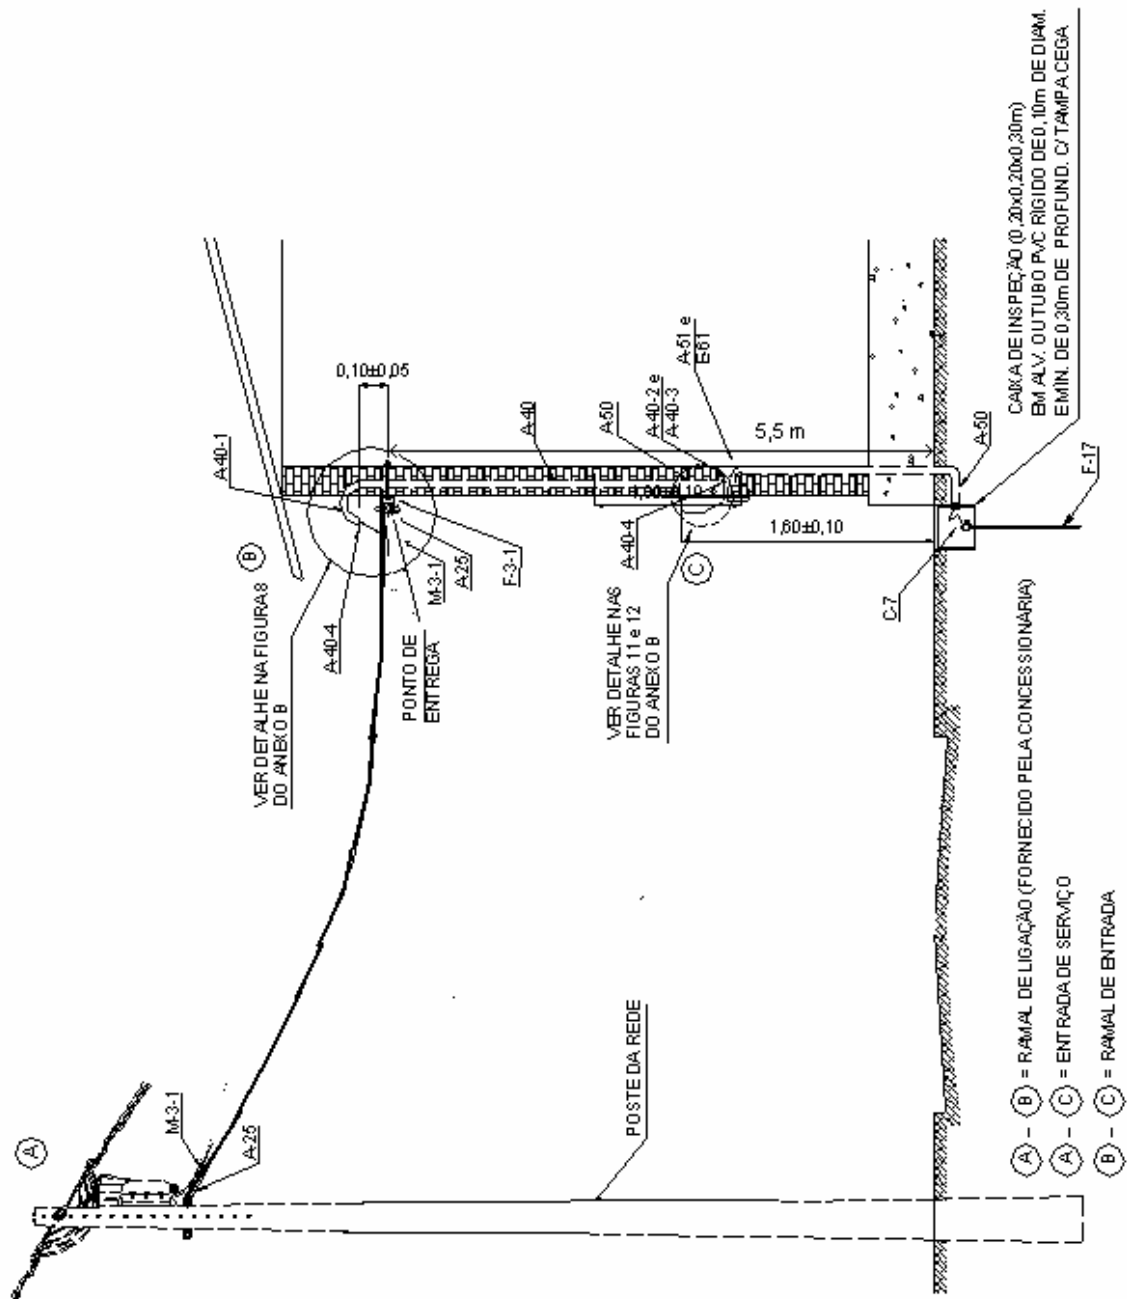 A
M-3-1
A-25
POSTE DA REDE
VER DETALHE NA FIGURA 8
DO ANEXO B
B
A-40-1
A-40-4
PONTO DE
ENTREGA
M-3-1
A-25
F-3-1
0,10±0,05
A-40
A-50
A-40-2 e
A-40-3
A-51 e
E-61
5,5 m
A-40-4
1,60±0,10
C
VER DETALHE NAS
FIGURAS 11 e 12
DO ANEXO B
C-7
A-50
F-17
CAIXA DE INSPEÇÃO (0,20x0,20x0,30m)
EM ALV. OU TUBO PVC RÍGIDO DE 0,10m DE DIAM.
E MIN. DE 0,30m DE PROFUND. C/ TAMPA CEGA
A - B = RAMAL DE LIGAÇÃO (FORNECIDO PELA CONCESSIONÁRIA)
A - C = ENTRADA DE SERVIÇO
B - C = RAMAL DE ENTRADA